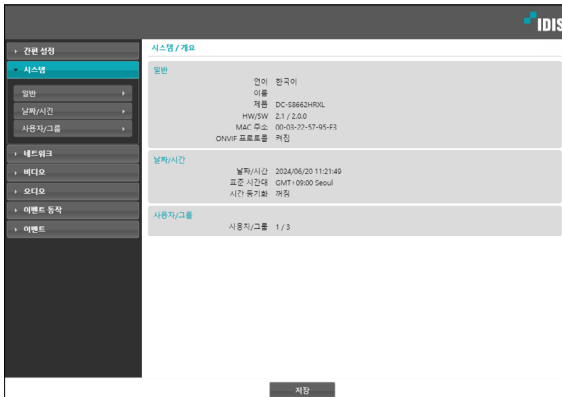 IDIS
간편 설정
시스템
일반
날짜/시간
사용자/그룹
네트워크
비디오
오디오
이벤트 동작
이벤트
시스템 / 개요
일반
언어 한국어
이름
제품 DC-S8662HRXL
HW/SW 2.1 / 2.0.0
MAC 주소 00-03-22-57-95-F3
ONVIF 프로토콜 켜짐
날짜/시간
날짜/시간 2024/06/20 11:21:49
표준 시간대 GMT+09:00 Seoul
시간 동기화 꺼짐
사용자/그룹
사용자/그룹 1 / 3
저장